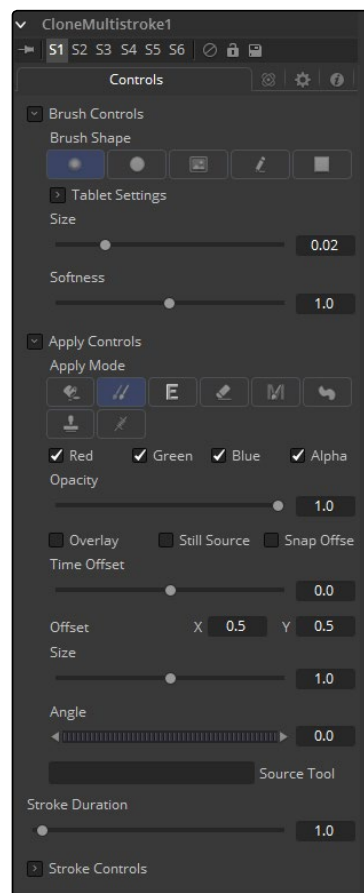 CloneMultistroke1
S1 S2 S3 S4 S5 S6
Controls
Brush Controls
Brush Shape
Tablet Settings
Size
0.02
Softness
1.0
Apply Controls
Apply Mode
E
Red Green Blue Alpha
Opacity
1.0
Overlay Still Source Snap Offse
Time Offset
0.0
Offset X 0.5 Y 0.5
Size
1.0
Angle
0.0
Source Tool
Stroke Duration
1.0
Stroke Controls